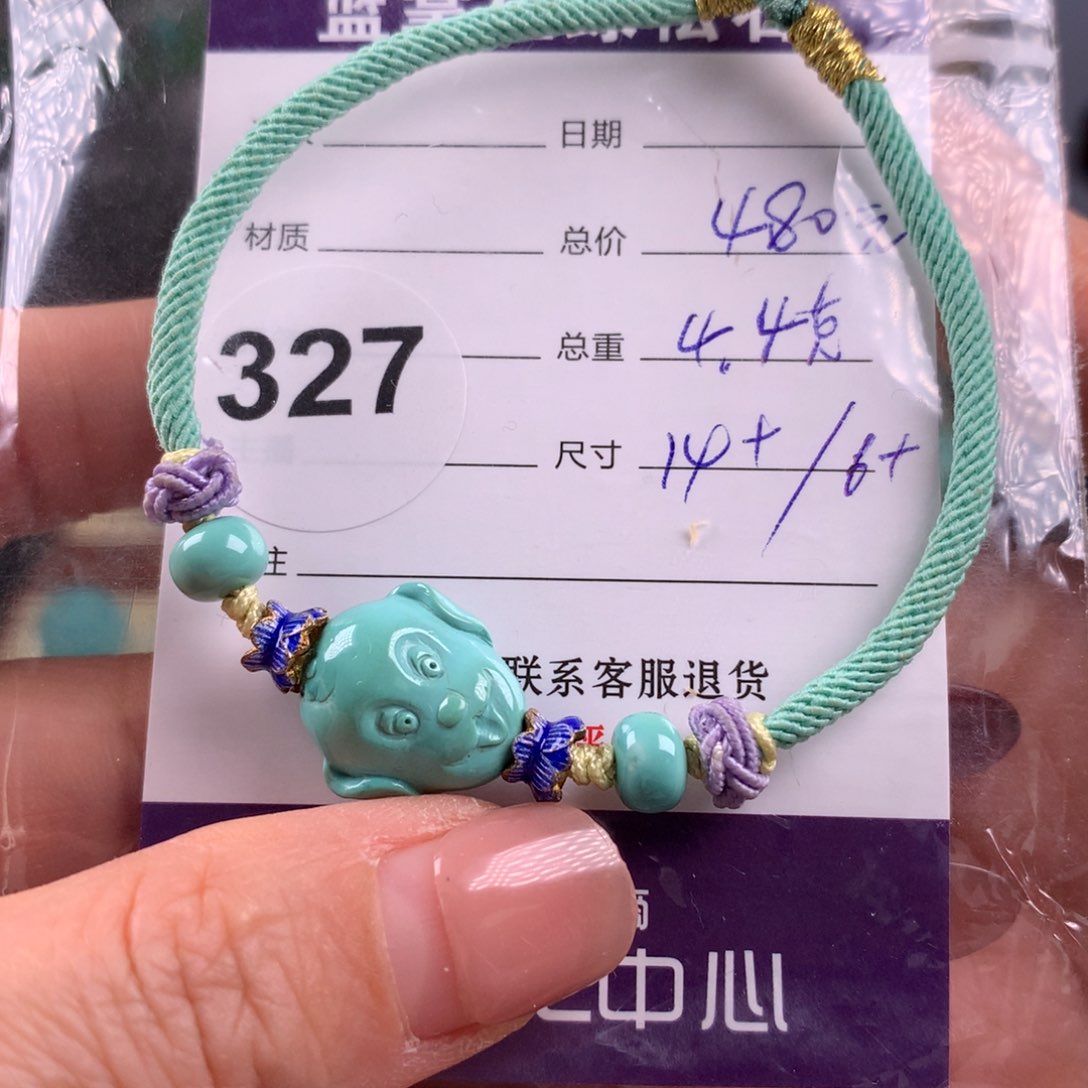 日期
材质 总价 480元
327
总重 4.4克
尺寸 14+/6+
注
联系客服退货
中心